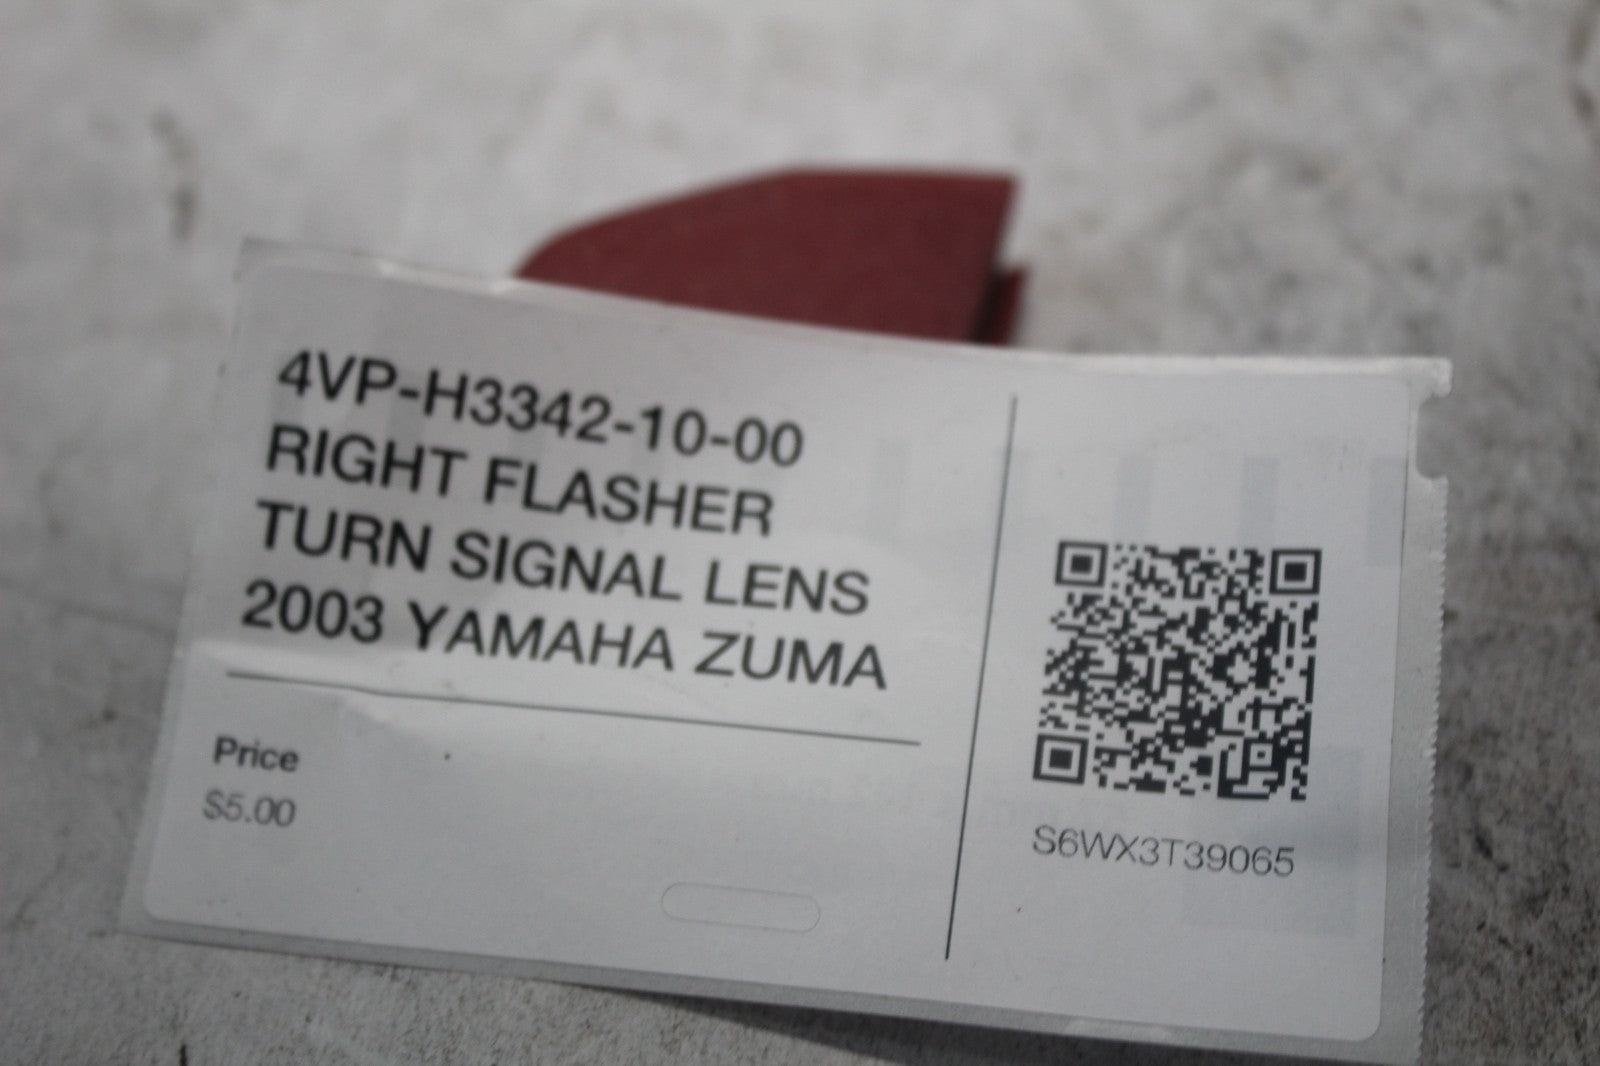 4VP-H3342-10-00
RIGHT FLASHER
TURN SIGNAL LENS
2003 YAMAHA ZUMA
Price
$5.00
S6WX3T39065